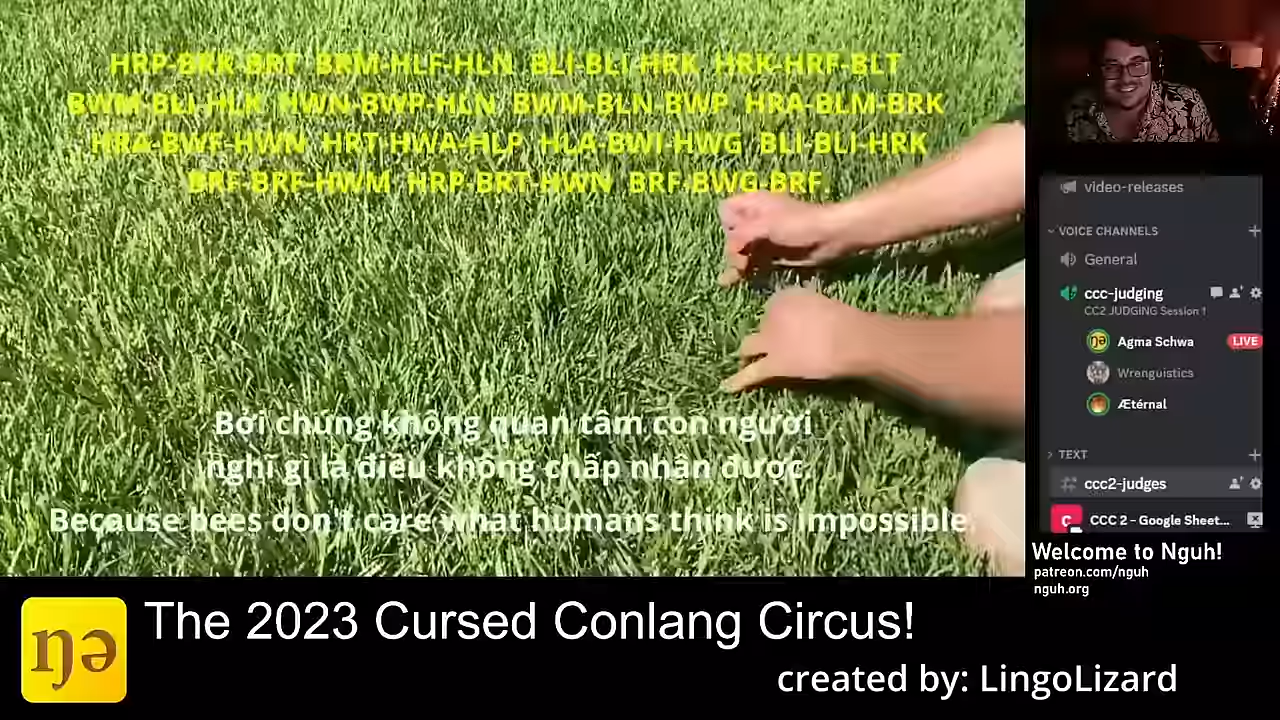 HRP-BRK-BRT BRM-HLF-HLN BLI-BLI-HRK HRK-HRF-BLT
BWM-BLI-HLK HWN-BWP-HLN BWM-BLN-BWP HRA-BLM-BRK
HRA-BWF-HWN HRT-HWA-HLP HLA-BWI-HWG BLI-BLI-HRK
BRF-BRF-HWM HRP-BRT-HWN BRF-BWG-BRF.
Bởi chúng không quan tâm con người
nghĩ gì là điều không chấp nhận được.
Because bees don't care what humans think is impossible.
video-releases
VOICE CHANNELS
General
ccc-judging
CC2 JUDGING Session 1
ŋə Agma Schwa LIVE
Wrenguistics
Ætérnal
TEXT
ccc2-judges
C CCC 2 - Google Sheet...
Welcome to Nguh!
patreon.com/nguh
nguh.org
ŋə
The 2023 Cursed Conlang Circus!
created by: LingoLizard